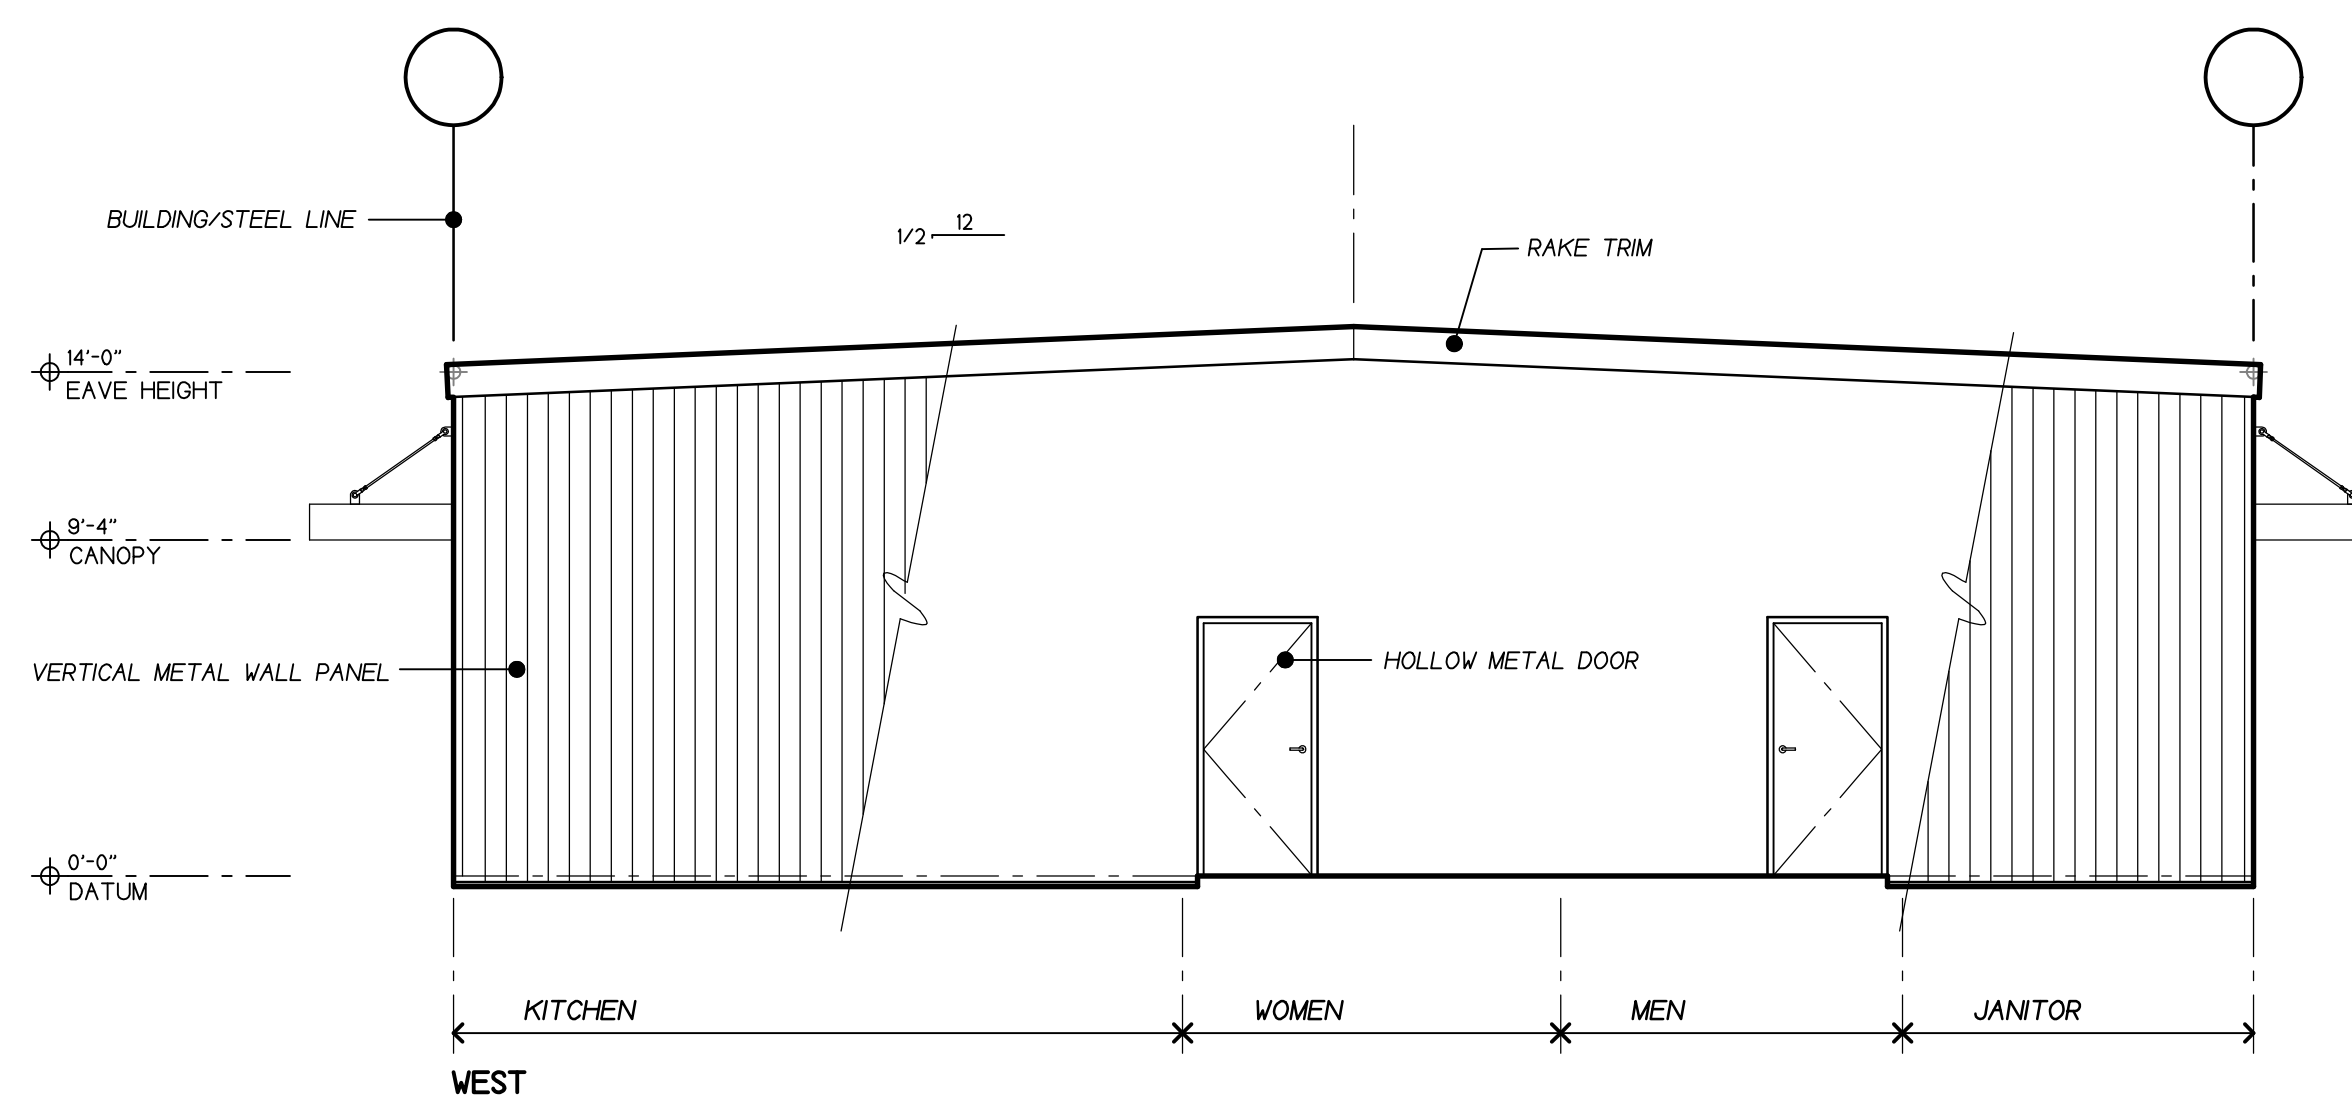 BUILDING/STEEL LINE
12
1/2
RAKE TRIM
14'-0"
EAVE HEIGHT
9'-4"
CANOPY
VERTICAL METAL WALL PANEL
HOLLOW METAL DOOR
0'-0"
DATUM
KITCHEN
WOMEN
MEN
JANITOR
WEST